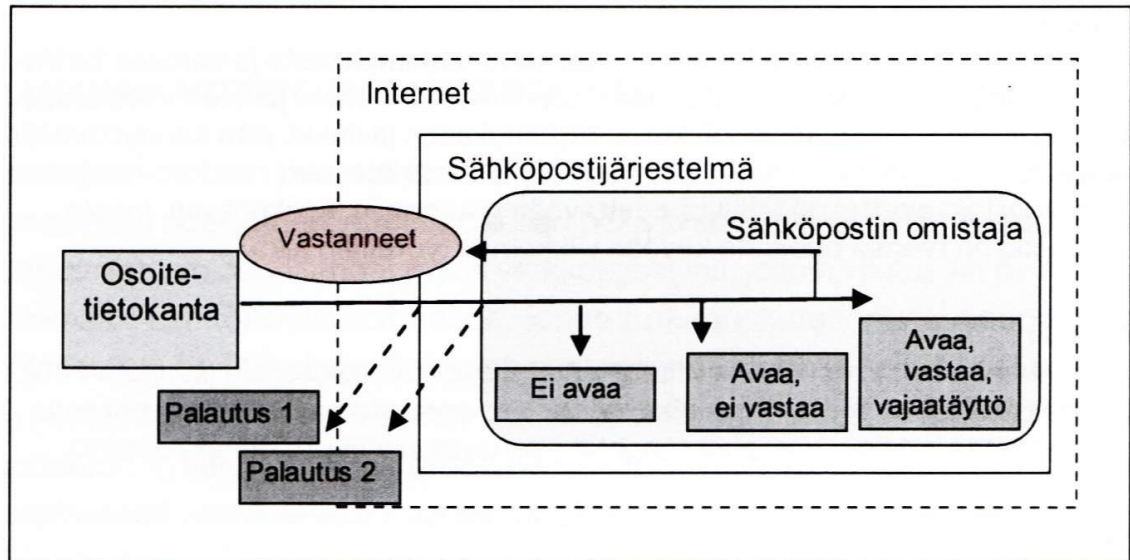 Internet
Sähköpostijärjestelmä
Vastanneet
Sähköpostin omistaja
Osoite-
tietokanta
Ei avaa
Avaa,
ei vastaa
Avaa,
vastaa,
vajaatäyttö
Palautus 1
Palautus 2